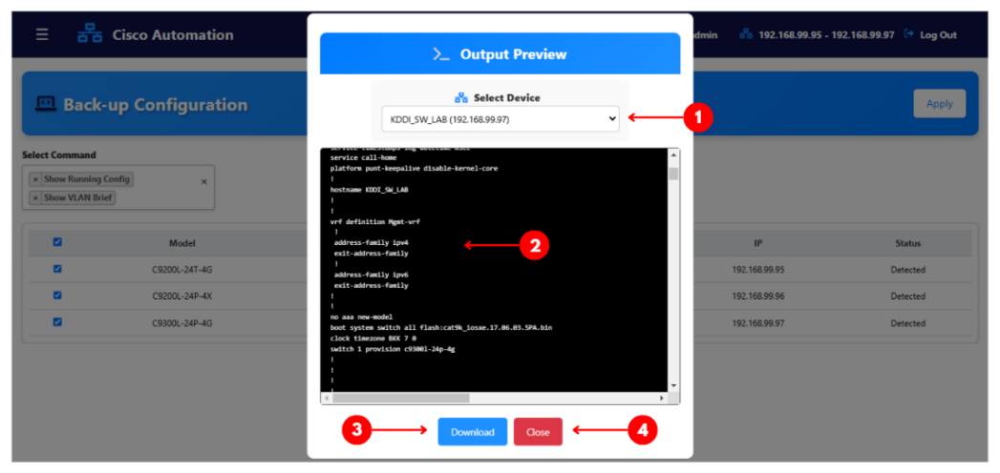 ☰ Cisco Automation
dmin 192.168.99.95 - 192.168.99.97 Log Out
>_ Output Preview
Back-up Configuration
Apply
Select Device
KDDI_SW_LAB (192.168.99.97)
1
Select Command
× Show Running Config ×
× Show VLAN Brief
service timestamps log datetime msec
service call-home
platform punt-keepalive disable-kernel-core
!
hostname KDDI_SW_LAB
!
!
vrf definition Mgmt-vrf
!
address-family ipv4
exit-address-family
!
address-family ipv6
exit-address-family
!
!
no aaa new-model
boot system switch all flash:cat9k_iosxe.17.06.03.SPA.bin
clock timezone BKK 7 0
switch 1 provision c9300l-24p-4g
!
!
!
!
2
Model IP Status
C9200L-24T-4G 192.168.99.95 Detected
C9200L-24P-4X 192.168.99.96 Detected
C9300L-24P-4G 192.168.99.97 Detected
3 Download Close 4